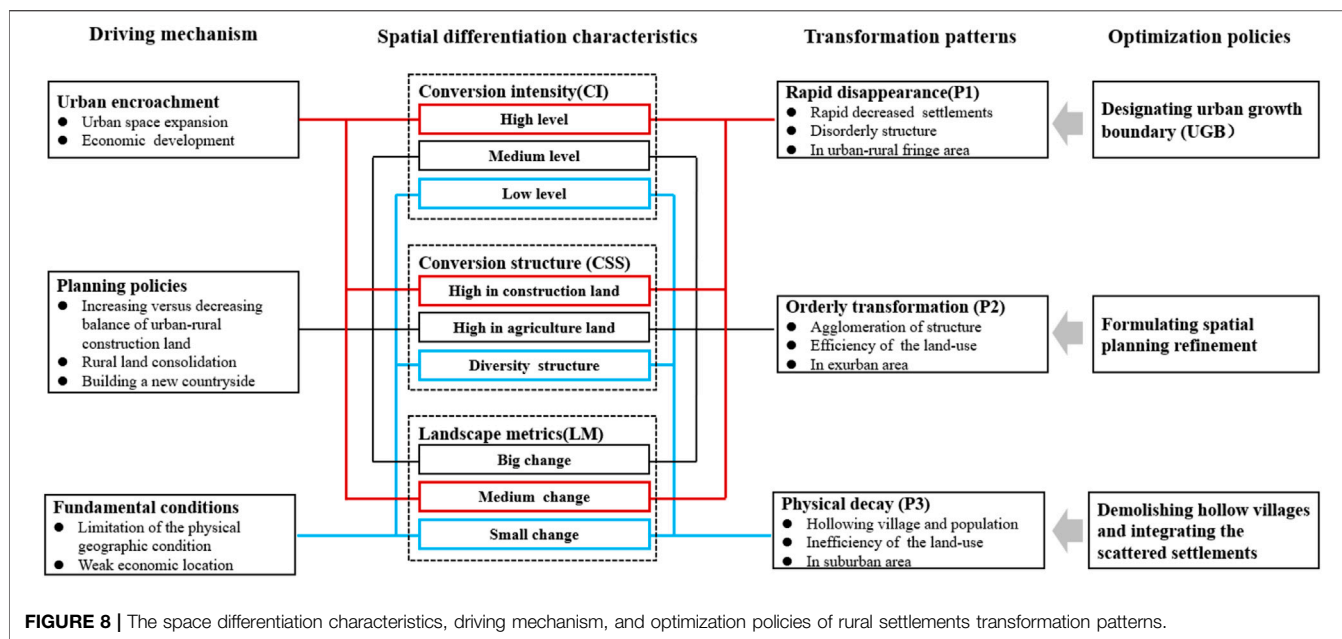 Driving mechanism
Spatial differentiation characteristics
Transformation patterns
Optimization policies
Urban encroachment
● Urban space expansion
● Economic development
Conversion intensity(CI)
High level
Medium level
Low level
Rapid disappearance(P1)
● Rapid decreased settlements
● Disorderly structure
● In urban-rural fringe area
Designating urban growth
boundary (UGB）
Planning policies
● Increasing versus decreasing
balance of urban-rural
construction land
● Rural land consolidation
● Building a new countryside
Conversion structure (CSS)
High in construction land
High in agriculture land
Diversity structure
Orderly transformation (P2)
● Agglomeration of structure
● Efficiency of the land-use
● In exurban area
Formulating spatial
planning refinement
Fundamental conditions
● Limitation of the physical
geographic condition
● Weak economic location
Landscape metrics(LM)
Big change
Medium change
Small change
Physical decay (P3)
● Hollowing village and population
● Inefficiency of the land-use
● In suburban area
Demolishing hollow villages
and integrating the
scattered settlements
FIGURE 8 | The space differentiation characteristics, driving mechanism, and optimization policies of rural settlements transformation patterns.